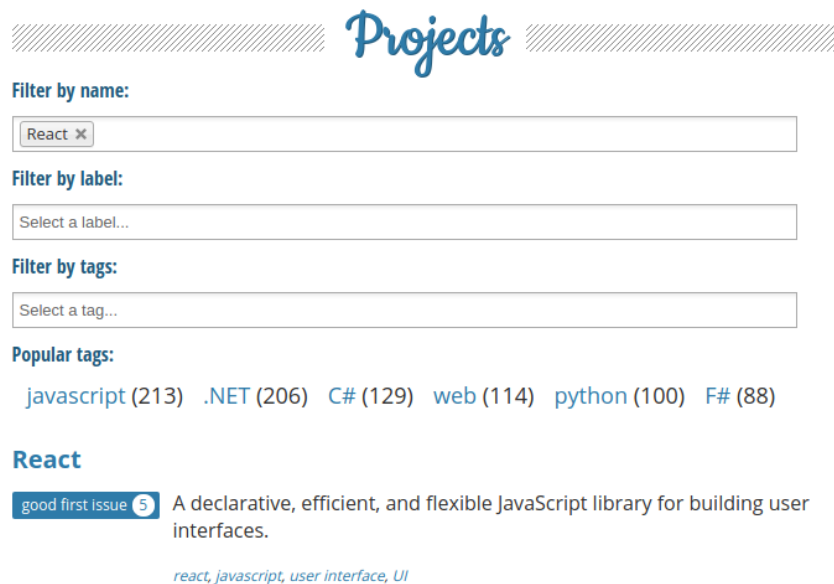 Projects
Filter by name:
React ×
Filter by label:
Select a label...
Filter by tags:
Select a tag...
Popular tags:
javascript (213) .NET (206) C# (129) web (114) python (100) F# (88)
React
good first issue 5 A declarative, efficient, and flexible JavaScript library for building user
interfaces.
react, javascript, user interface, UI